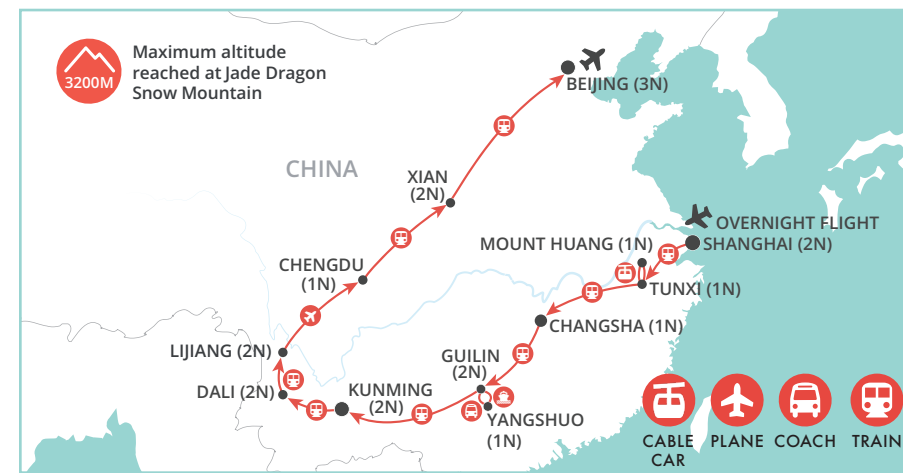 Maximum altitude
reached at Jade Dragon
Snow Mountain
3200M
BEIJING (3N)
CHINA
XIAN
(2N)
OVERNIGHT FLIGHT
SHANGHAI (2N)
MOUNT HUANG (1N)
CHENGDU
(1N)
TUNXI (1N)
CHANGSHA (1N)
LIJIANG (2N)
GUILIN
(2N)
DALI (2N)
KUNMING
(2N)
YANGSHUO
(1N)
CABLE
CAR
PLANE
COACH
TRAIN